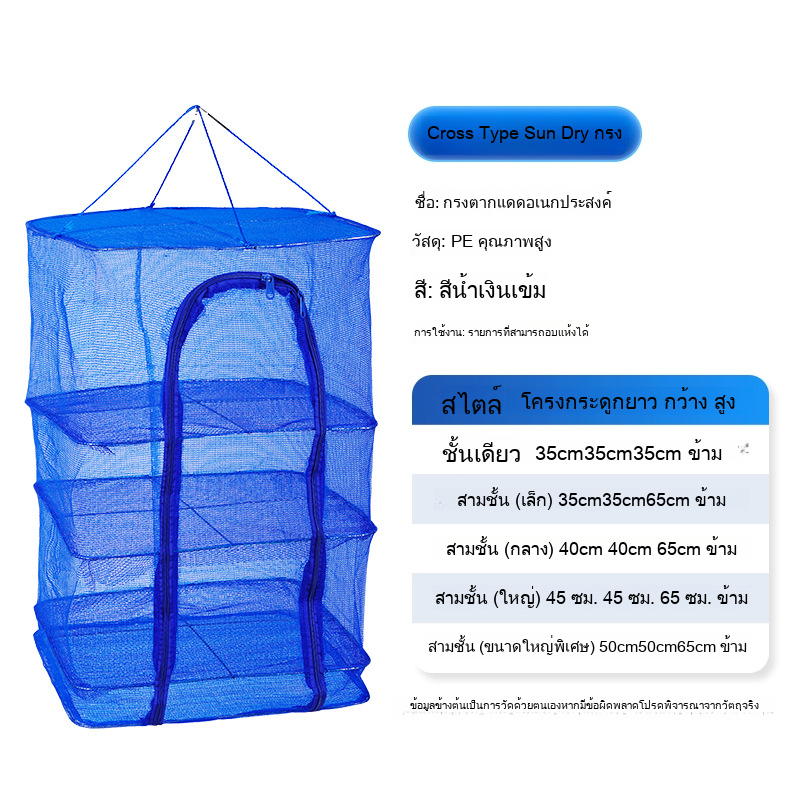 Cross Type Sun Dry กรง
ชื่อ: กรงตากแดดอเนกประสงค์
วัสดุ: PE คุณภาพสูง
สี: สีน้ำเงินเข้ม
การใช้งาน: รายการที่สามารถอบแห้งได้
สไตล์ โครงกระดูกยาว กว้าง สูง
ชั้นเดียว 35cm35cm35cm ข้าม
สามชั้น (เล็ก) 35cm35cm65cm ข้าม
สามชั้น (กลาง) 40cm 40cm 65cm ข้าม
สามชั้น (ใหญ่) 45 ซม. 45 ซม. 65 ซม. ข้าม
สามชั้น (ขนาดใหญ่พิเศษ) 50cm50cm65cm ข้าม
ข้อมูลข้างต้นเป็นการวัดด้วยตนเองหากมีข้อผิดพลาดโปรดพิจารณาจากวัตถุจริง